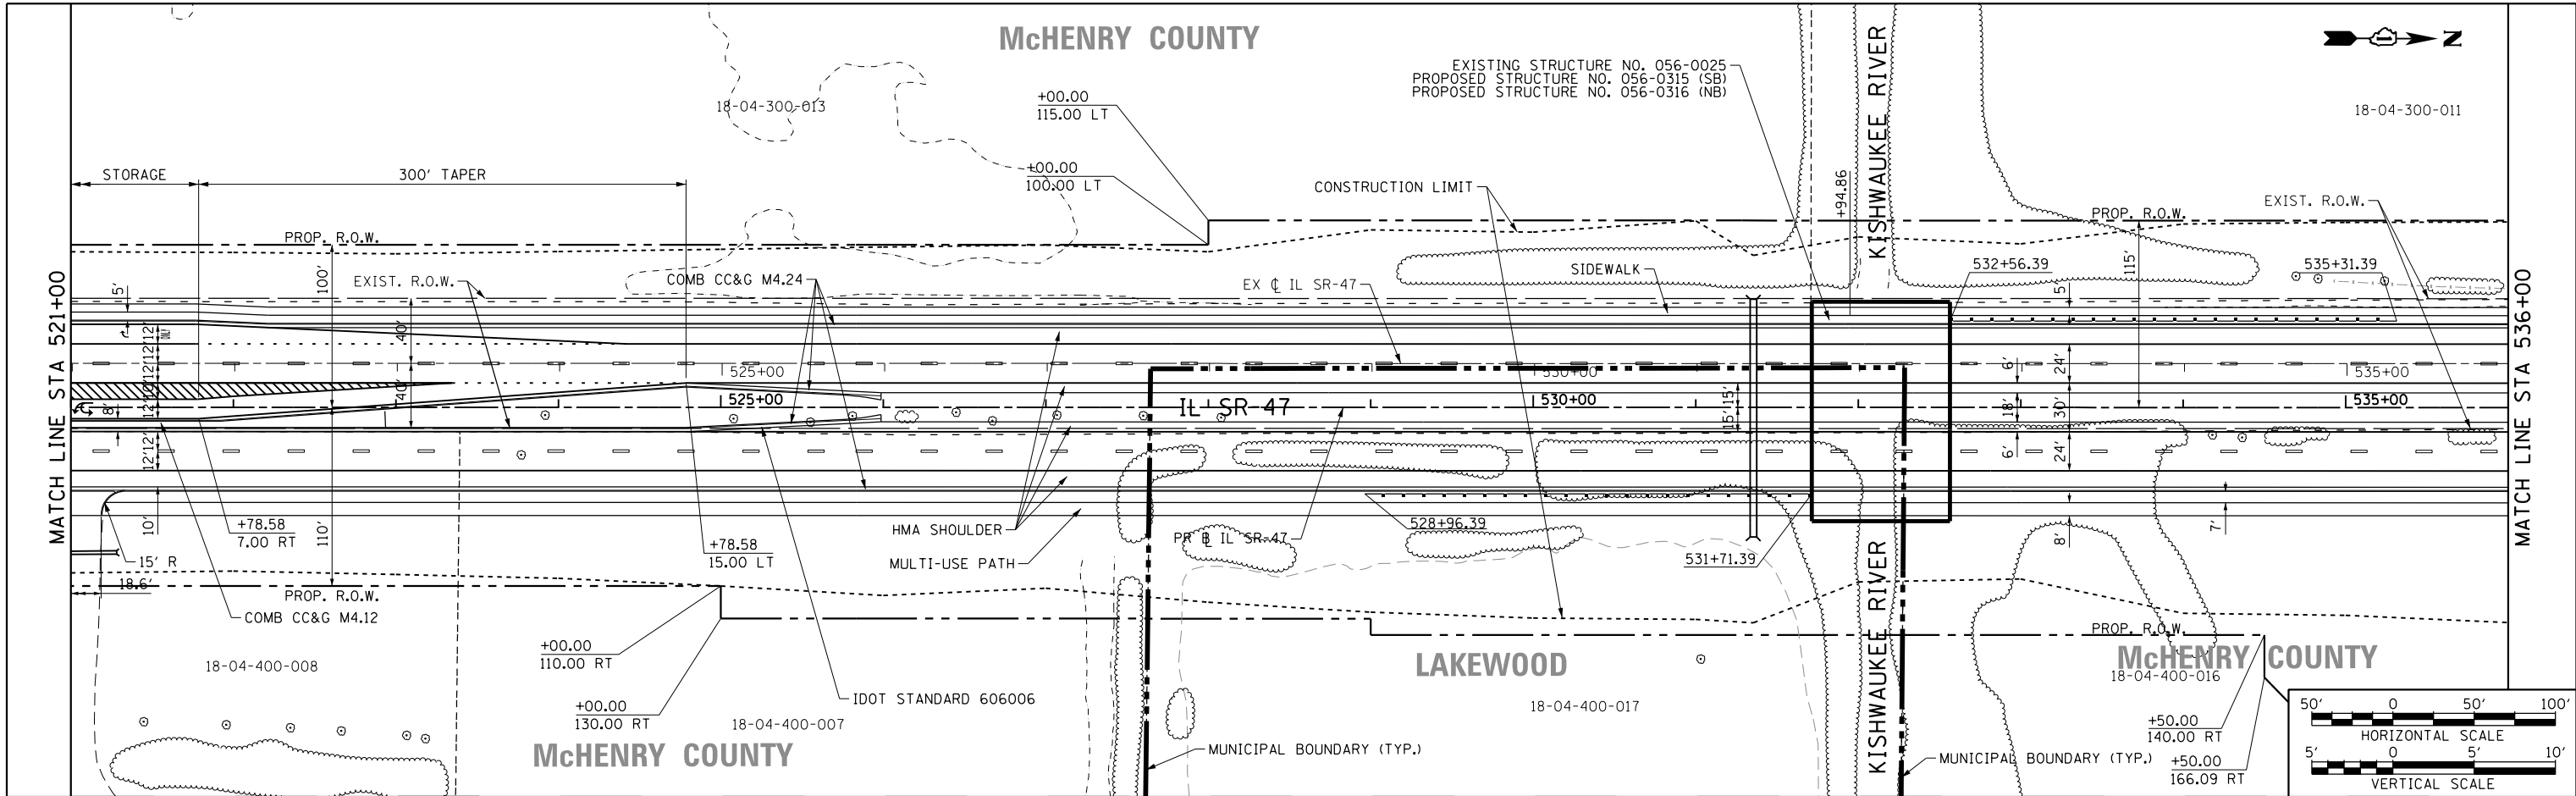 McHENRY COUNTY
N
EXISTING STRUCTURE NO. 056-0025
PROPOSED STRUCTURE NO. 056-0315 (SB)
PROPOSED STRUCTURE NO. 056-0316 (NB)
KISHWAUKEE RIVER
18-04-300-013
18-04-300-011
+00.00
115.00 LT
+00.00
100.00 LT
STORAGE
300' TAPER
CONSTRUCTION LIMIT
+94.86
EXIST. R.O.W.
PROP. R.O.W.
PROP. R.O.W.
MATCH LINE STA 521+00
MATCH LINE STA 536+00
5'
100'
EXIST. R.O.W.
40'
40'
COMB CC&G M4.24
EX ℄ IL SR-47
SIDEWALK
532+56.39
115'
5'
535+31.39
12'
12'
12'
10'
12'
8'
12'
12'
525+00
530+00
535+00
525+00
530+00
535+00
IL SR-47
15'
15'
6'
24'
18'
30'
6'
24'
10'
110'
+78.58
7.00 RT
15' R
18.6'
PROP. R.O.W.
COMB CC&G M4.12
+78.58
15.00 LT
HMA SHOULDER
MULTI-USE PATH
528+96.39
PR ⅊ IL SR-47
531+71.39
8'
7'
+00.00
110.00 RT
+00.00
130.00 RT
18-04-400-008
IDOT STANDARD 606006
18-04-400-007
McHENRY COUNTY
MUNICIPAL BOUNDARY (TYP.)
LAKEWOOD
18-04-400-017
KISHWAUKEE RIVER
MUNICIPAL BOUNDARY (TYP.)
PROP. R.O.W.
McHENRY COUNTY
18-04-400-016
+50.00
140.00 RT
+50.00
166.09 RT
50' 0 50' 100'
HORIZONTAL SCALE
5' 0 5' 10'
VERTICAL SCALE